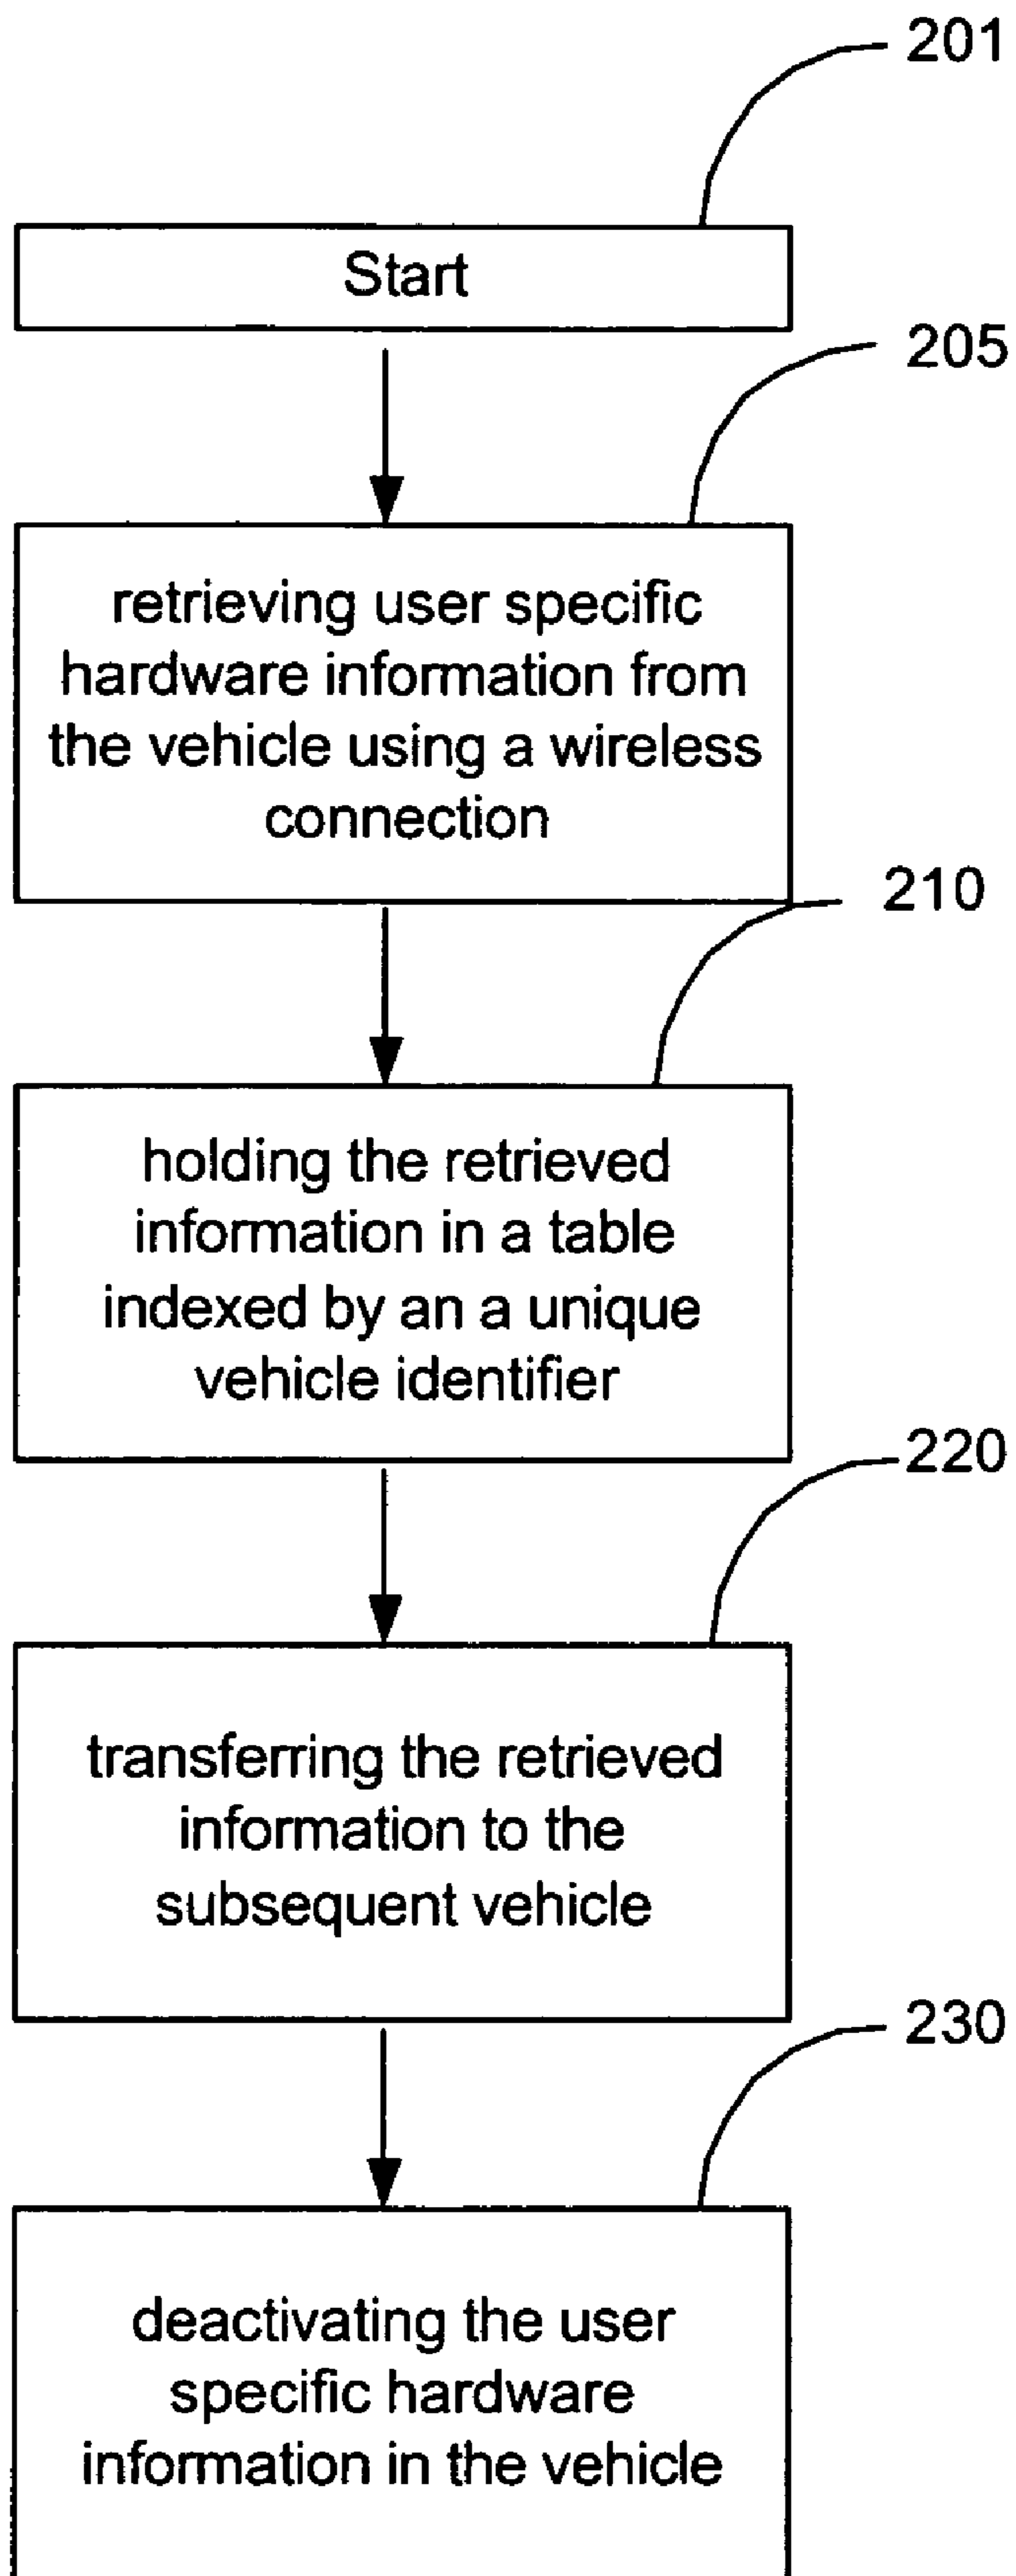 201
Start
205
retrieving user specific
hardware information from
the vehicle using a wireless
connection
210
holding the retrieved
information in a table
indexed by an a unique
vehicle identifier
220
transferring the retrieved
information to the
subsequent vehicle
230
deactivating the user
specific hardware
information in the vehicle